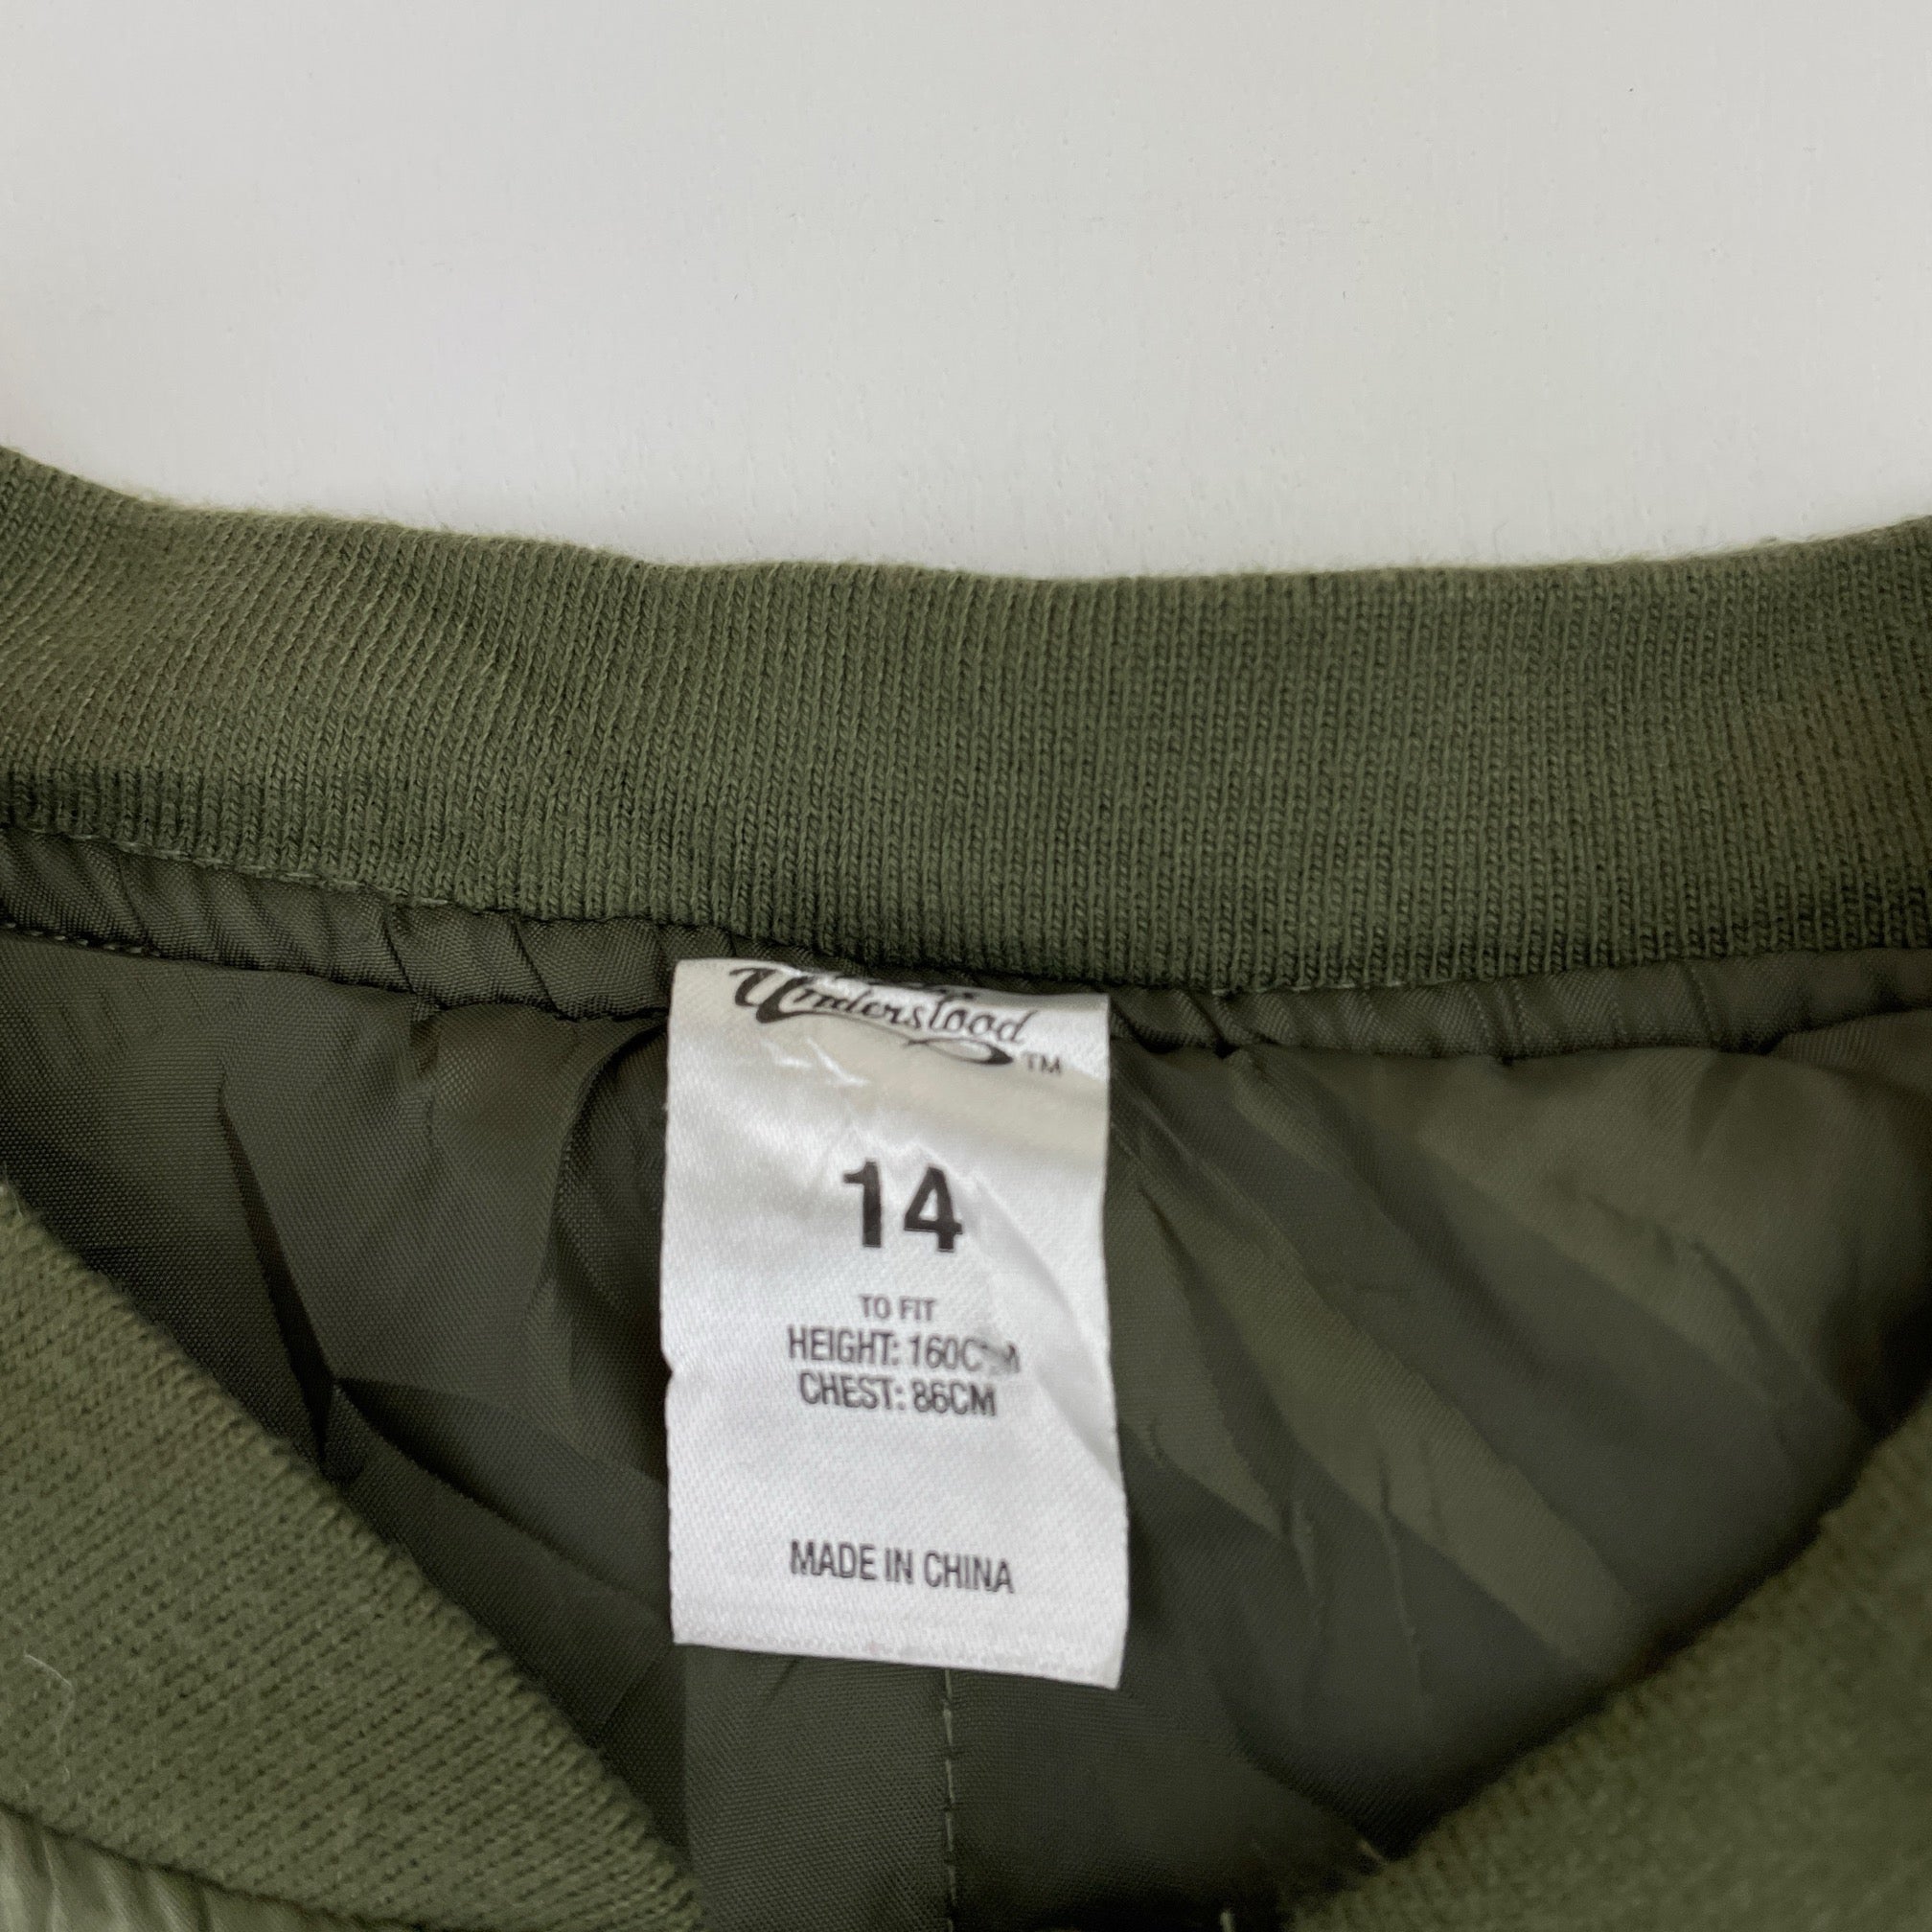 Understood
TM
14
TO FIT
HEIGHT: 160CM
CHEST: 86CM
MADE IN CHINA